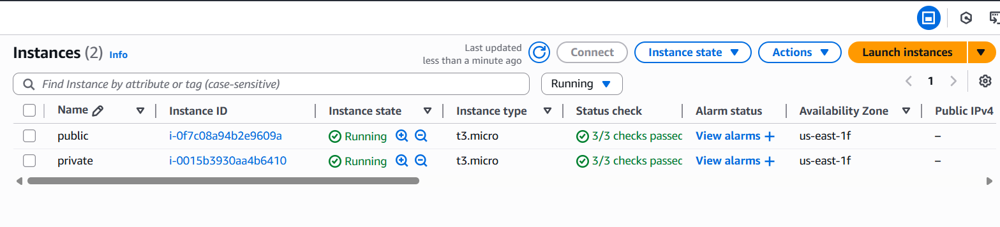 Instances (2) Info
Last updated
less than a minute ago
Connect
Instance state
Actions
Launch instances
Find Instance by attribute or tag (case-sensitive)
Running
1
Name Instance ID Instance state Instance type Status check Alarm status Availability Zone Public IPv4
public i-0f7c08a94b2e9609a Running t3.micro 3/3 checks passed View alarms + us-east-1f –
private i-0015b3930aa4b6410 Running t3.micro 3/3 checks passed View alarms + us-east-1f –